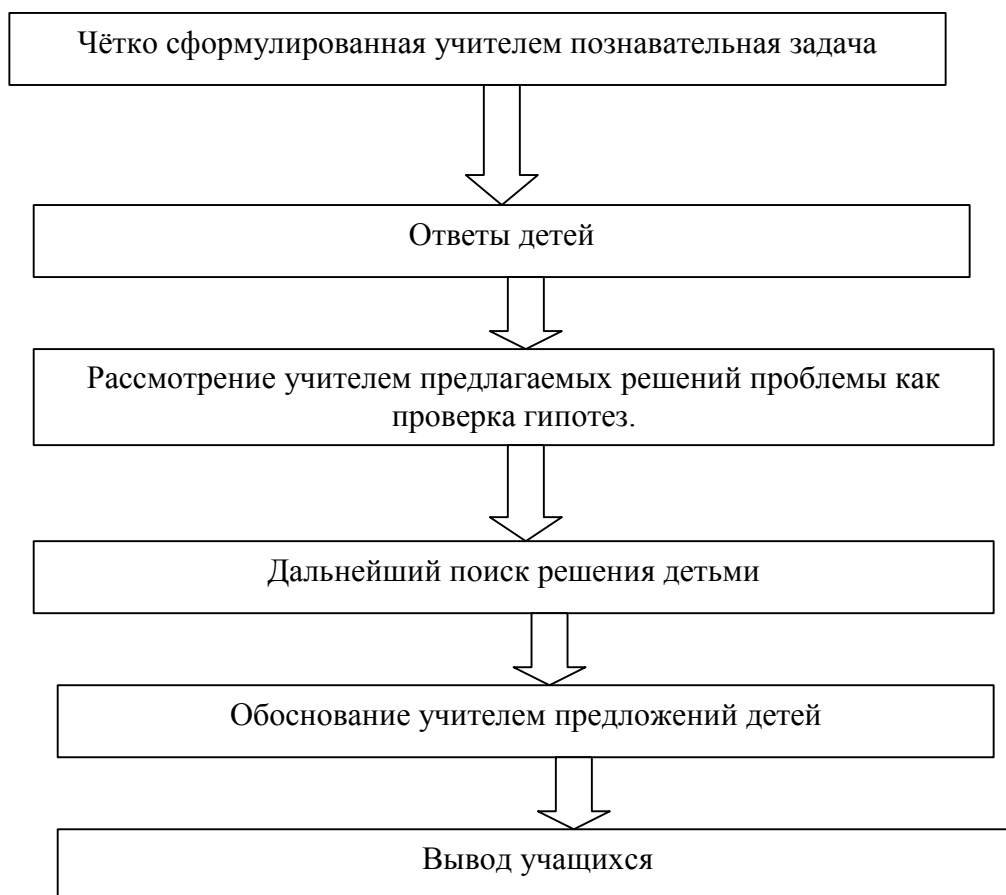 Чётко сформулированная учителем познавательная задача
Ответы детей
Рассмотрение учителем предлагаемых решений проблемы как
проверка гипотез.
Дальнейший поиск решения детьми
Обоснование учителем предложений детей
Вывод учащихся